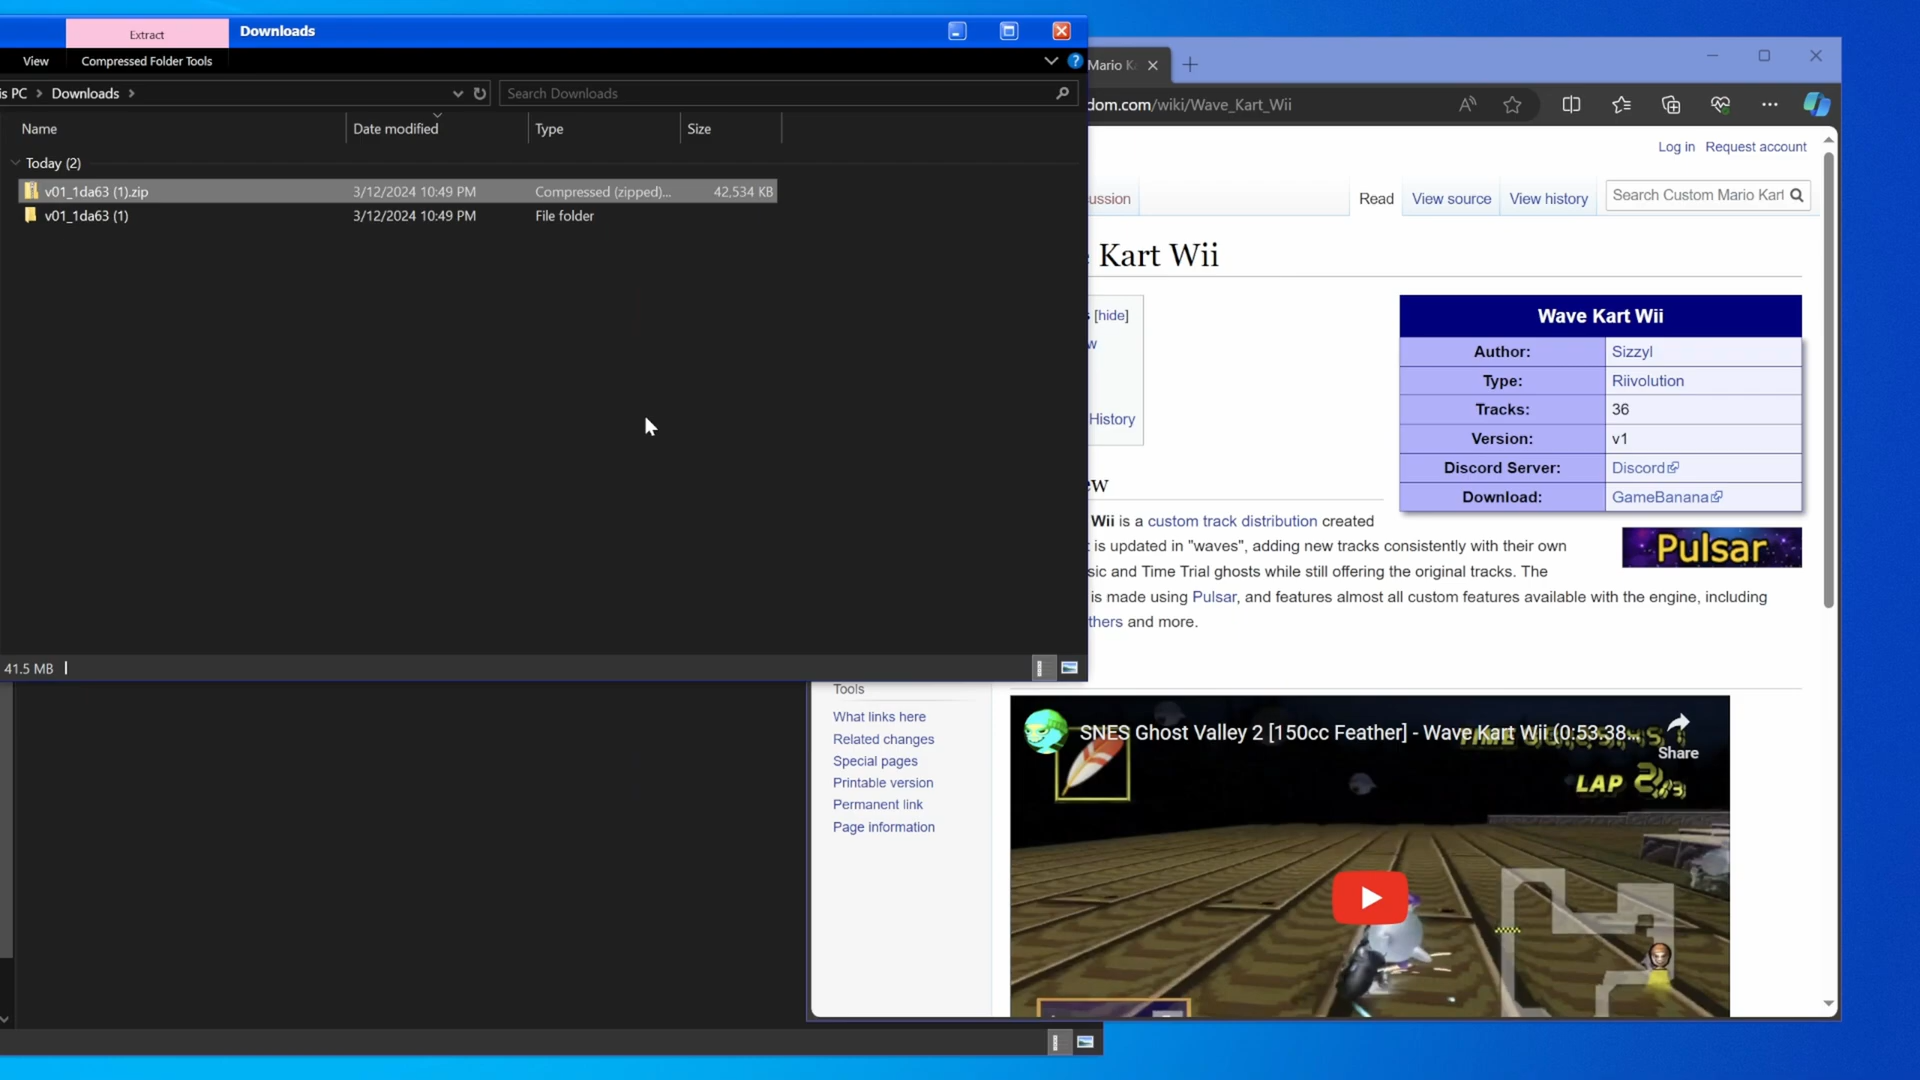 Extract
Downloads
View
Compressed Folder Tools
is PC > Downloads >
Search Downloads
Name
Date modified
Type
Size
Today (2)
v01_1da63 (1).zip
3/12/2024 10:49 PM
Compressed (zipped)...
42,534 KB
v01_1da63 (1)
3/12/2024 10:49 PM
File folder
41.5 MB
Mario K
dom.com/wiki/Wave_Kart_Wii
Log in
Request account
ussion
Read
View source
View history
Search Custom Mario Kart
Kart Wii
[hide]
w
History
Wave Kart Wii
Author:
Sizzyl
Type:
Riivolution
Tracks:
36
Version:
v1
Discord Server:
Discord
Download:
GameBanana
Pulsar
ew
Wii is a custom track distribution created
is updated in "waves", adding new tracks consistently with their own
sic and Time Trial ghosts while still offering the original tracks. The
is made using Pulsar, and features almost all custom features available with the engine, including
thers and more.
Tools
What links here
Related changes
Special pages
Printable version
Permanent link
Page information
SNES Ghost Valley 2 [150cc Feather] - Wave Kart Wii (0:53.38...
Share
LAP 2/3